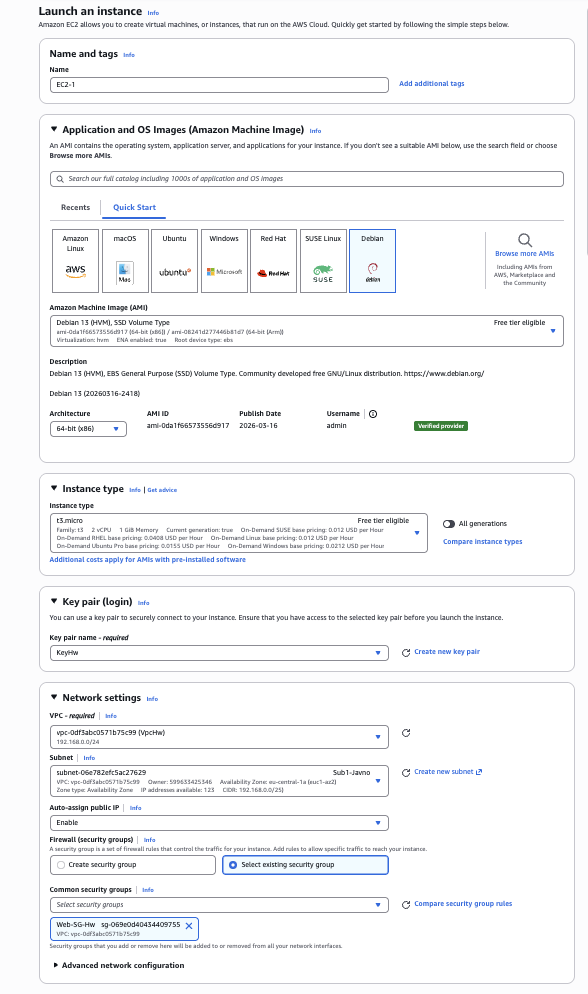 Launch an instance Info
Amazon EC2 allows you to create virtual machines, or instances, that run on the AWS Cloud. Quickly get started by following the simple steps below.
Name and tags Info
Name
EC2-1
Add additional tags
Application and OS Images (Amazon Machine Image) Info
An AMI contains the operating system, application server, and applications for your instance. If you don't see a suitable AMI below, use the search field or choose
Browse more AMIs.
Search our full catalog including 1000s of application and OS images
Recents Quick Start
Amazon Linux
aws
macOS
Mac
Ubuntu
ubuntu
Windows
Microsoft
Red Hat
Red Hat
SUSE Linux
SUSE
Debian
debian
Browse more AMIs
Including AMIs from
AWS, Marketplace and
the Community
Amazon Machine Image (AMI)
Debian 13 (HVM), SSD Volume Type Free tier eligible
ami-0da1f66573556d917 (64-bit (x86)) / ami-08241d277446b81d7 (64-bit (Arm))
Virtualization: hvm ENA enabled: true Root device type: ebs
Description
Debian 13 (HVM), EBS General Purpose (SSD) Volume Type. Community developed free GNU/Linux distribution. https://www.debian.org/
Debian 13 (20260316-2418)
Architecture AMI ID Publish Date Username
64-bit (x86) ami-0da1f66573556d917 2026-03-16 admin Verified provider
Instance type Info | Get advice
Instance type
t3.micro Free tier eligible
Family: t3 2 vCPU 1 GiB Memory Current generation: true On-Demand SUSE base pricing: 0.012 USD per Hour
On-Demand RHEL base pricing: 0.0408 USD per Hour On-Demand Linux base pricing: 0.012 USD per Hour
On-Demand Ubuntu Pro base pricing: 0.0155 USD per Hour On-Demand Windows base pricing: 0.0212 USD per Hour
All generations
Compare instance types
Additional costs apply for AMIs with pre-installed software
Key pair (login) Info
You can use a key pair to securely connect to your instance. Ensure that you have access to the selected key pair before you launch the instance.
Key pair name - required
KeyHw
Create new key pair
Network settings Info
VPC - required | Info
vpc-0df3abc0571b75c99 (VpcHw)
192.168.0.0/24
Subnet | Info
subnet-06e782efc5ac27629 Sub1-Javno
VPC: vpc-0df3abc0571b75c99 Owner: 599633425346 Availability Zone: eu-central-1a (euc1-az2)
Zone type: Availability Zone IP addresses available: 123 CIDR: 192.168.0.0/25)
Create new subnet
Auto-assign public IP | Info
Enable
Firewall (security groups) | Info
A security group is a set of firewall rules that control the traffic for your instance. Add rules to allow specific traffic to reach your instance.
Create security group
Select existing security group
Common security groups | Info
Select security groups
Compare security group rules
Web-SG-Hw sg-069e0d40434409755
VPC: vpc-0df3abc0571b75c99
Security groups that you add or remove here will be added to or removed from all your network interfaces.
Advanced network configuration